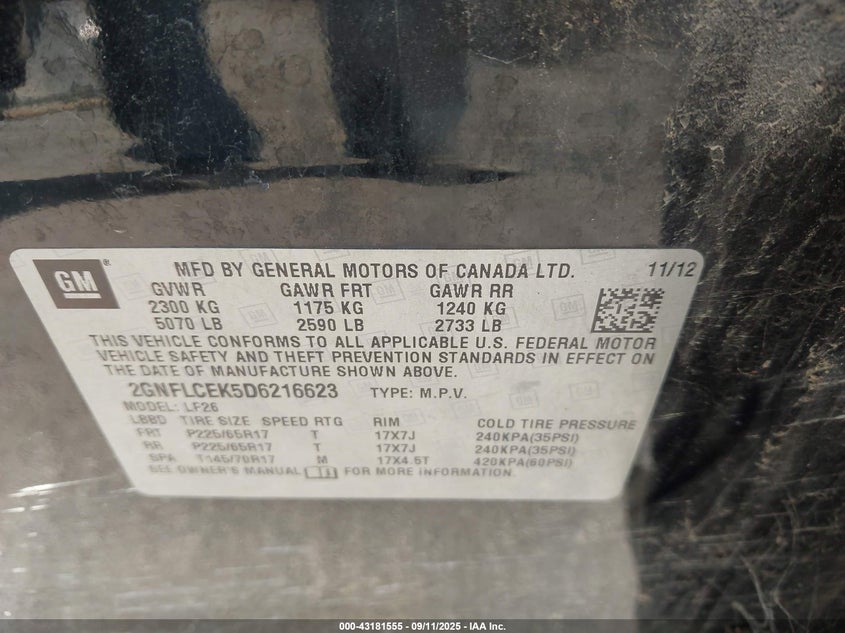 GM
MFD BY GENERAL MOTORS OF CANADA LTD. 11/12
GVWR GAWR FRT GAWR RR
2300 KG 1175 KG 1240 KG
5070 LB 2590 LB 2733 LB
THIS VEHICLE CONFORMS TO ALL APPLICABLE U.S. FEDERAL MOTOR
VEHICLE SAFETY AND THEFT PREVENTION STANDARDS IN EFFECT ON
THE DATE OF MANUFACTURE SHOWN ABOVE.
2GNFLCEK5D6216623 TYPE: M.P.V.
MODEL: LF26
LBBD TIRE SIZE SPEED RTG RIM COLD TIRE PRESSURE
FRT P225/65R17 T 17X7J 240KPA(35PSI)
RR P225/65R17 T 17X7J 240KPA(35PSI)
SPA T145/70R17 M 17X4.5T 420KPA(60PSI)
SEE OWNER'S MANUAL FOR MORE INFORMATION.
000-43181555 - 09/11/2025 - IAA Inc.